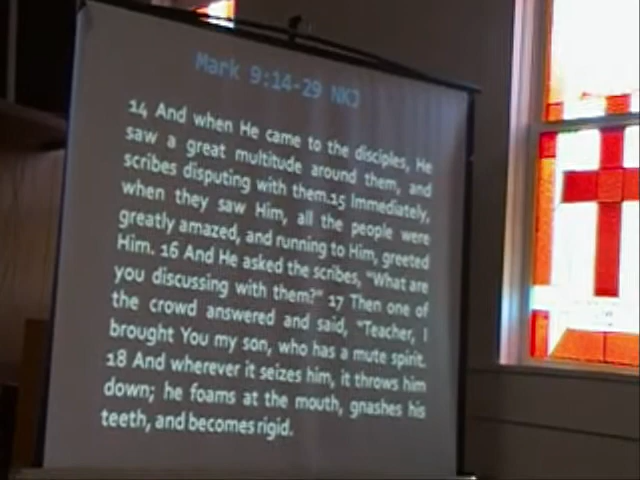 Mark 9:14-29 NKJ
14 And when He came to the disciples, He
saw a great multitude around them, and
scribes disputing with them.15 Immediately,
when they saw Him, all the people were
greatly amazed, and running to Him, greeted
Him. 16 And He asked the scribes, "What are
you discussing with them?" 17 Then one of
the crowd answered and said, "Teacher, I
brought You my son, who has a mute spirit.
18 And wherever it seizes him, it throws him
down; he foams at the mouth, gnashes his
teeth, and becomes rigid.